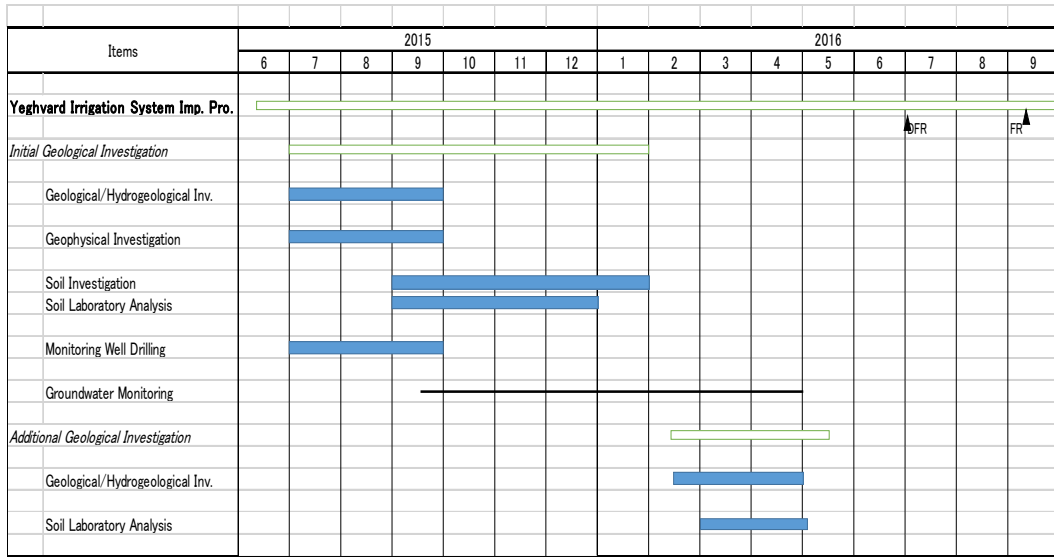 Items 2015 2016
6 7 8 9 10 11 12 1 2 3 4 5 6 7 8 9
Yeghvard Irrigation System Imp. Pro.
DFR FR
Initial Geological Investigation
Geological/Hydrogeological Inv.
Geophysical Investigation
Soil Investigation
Soil Laboratory Analysis
Monitoring Well Drilling
Groundwater Monitoring
Additional Geological Investigation
Geological/Hydrogeological Inv.
Soil Laboratory Analysis